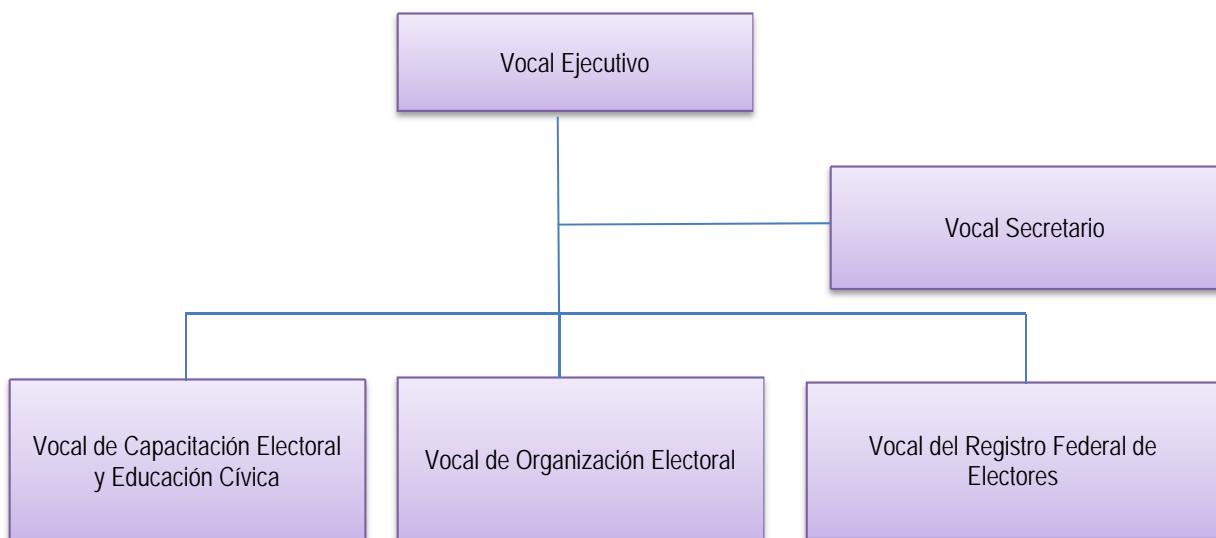 Vocal Ejecutivo
Vocal Secretario
Vocal de Capacitación Electoral
y Educación Cívica
Vocal de Organización Electoral
Vocal del Registro Federal de
Electores